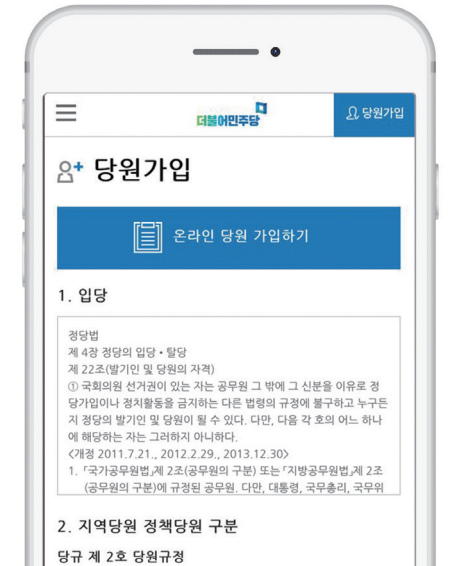 더불어민주당
당원가입
당원가입
온라인 당원 가입하기
1. 입당
정당법
제 4장 정당의 입당・탈당
제 22조(발기인 및 당원의 자격)
① 국회의원 선거권이 있는 자는 공무원 그 밖에 그 신분을 이유로 정
당가입이나 정치활동을 금지하는 다른 법령의 규정에 불구하고 누구든
지 정당의 발기인 및 당원이 될 수 있다. 다만, 다음 각 호의 어느 하나
에 해당하는 자는 그러하지 아니하다.
<개정 2011.7.21., 2012.2.29., 2013.12.30>
1. 「국가공무원법」제 2조(공무원의 구분) 또는 「지방공무원법」제 2조
(공무원의 구분)에 규정된 공무원. 다만, 대통령, 국무총리, 국무위
2. 지역당원 정책당원 구분
당규 제 2호 당원규정